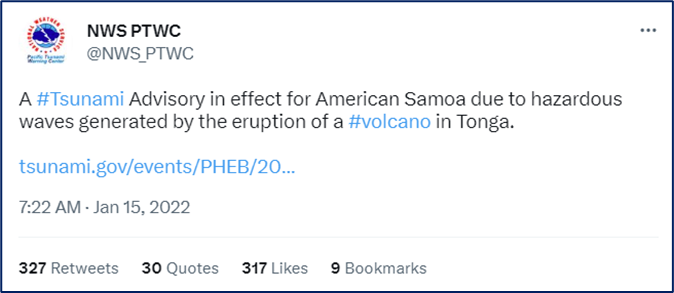 NWS PTWC
@NWS_PTWC
A #Tsunami Advisory in effect for American Samoa due to hazardous
waves generated by the eruption of a #volcano in Tonga.
tsunami.gov/events/PHEB/20...
7:22 AM · Jan 15, 2022
327 Retweets 30 Quotes 317 Likes 9 Bookmarks